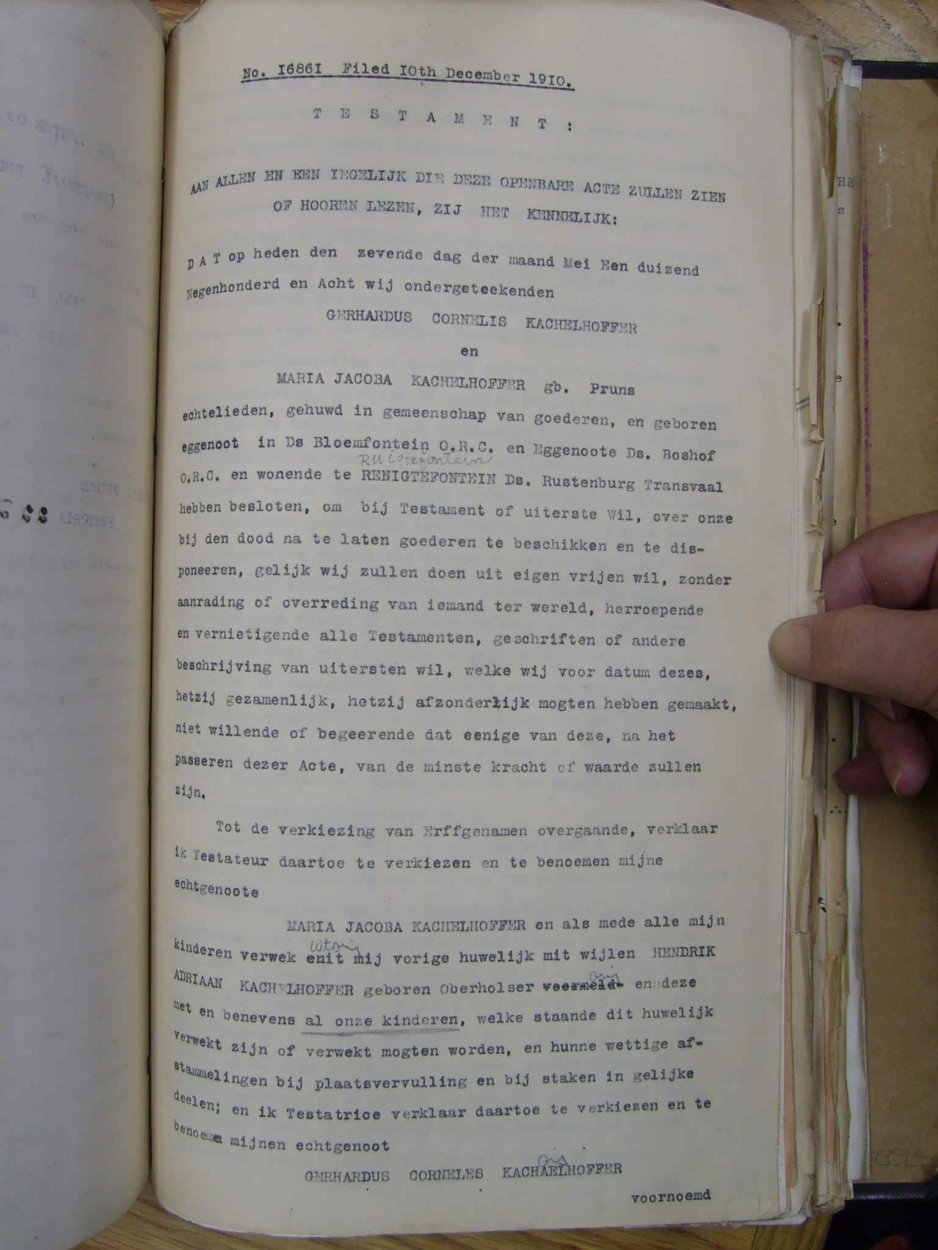 No. I686I Filed IOth December 19IO.
T E S T A M E N T :
AAN ALLEN EN EEN IEGELIJK DIE DEZE OPENBARE ACTE ZULLEN ZIEN
OF HOOREN LEZEN, ZIJ HET KENNELIJK:
D A T op heden den zevende dag der maand Mei Een duizend
Negenhonderd en Acht wij ondergeteekenden
GERHARDUS CORNELIS KACHELHOFFER
en
MARIA JACOBA KACHELHOFFER gb. Pruns
echtelieden, gehuwd in gemeenschap van goederen, en geboren
eggenoot in Ds Bloemfontein O.R.C. en Eggenoote Ds. Boshof
O.R.C. en wonende te RENIGTEFONTEIN Ds. Rustenburg Transvaal
hebben besloten, om bij Testament of uiterste Wil, over onze
bij den dood na te laten goederen te beschikken en te dis-
poneeren, gelijk wij zullen doen uit eigen vrijen wil, zonder
aanrading of overreding van iemand ter wereld, herroepende
en vernietigende alle Testamenten, geschriften of andere
beschrijving van uitersten wil, welke wij voor datum dezes,
hetzij gezamenlijk, hetzij afzonderlijk mogten hebben gemaakt,
niet willende of begeerende dat eenige van deze, na het
passeren dezer Acte, van de minste kracht of waarde zullen
zijn.
Tot de verkiezing van Erffgenamen overgaande, verklaar
ik Testateur daartoe te verkiezen en te benoemen mijne
echtgenoote
MARIA JACOBA KACHELHOFFER en als mede alle mijn
kinderen verwek enit mij vorige huwelijk mit wijlen HENDRIK
ADRIAAN KACHELHOFFER geboren Oberholser veermeld- en deze
met en benevens al onze kinderen, welke staande dit huwelijk
verwekt zijn of verwekt mogten worden, en hunne wettige af-
stammelingen bij plaatsvervulling en bij staken in gelijke
deelen; en ik Testatrice verklaar daartoe te verkiezen en te
benoemen mijnen echtgenoot
GERHARDUS CORNELES KACHAELHOFFER
voornoemd